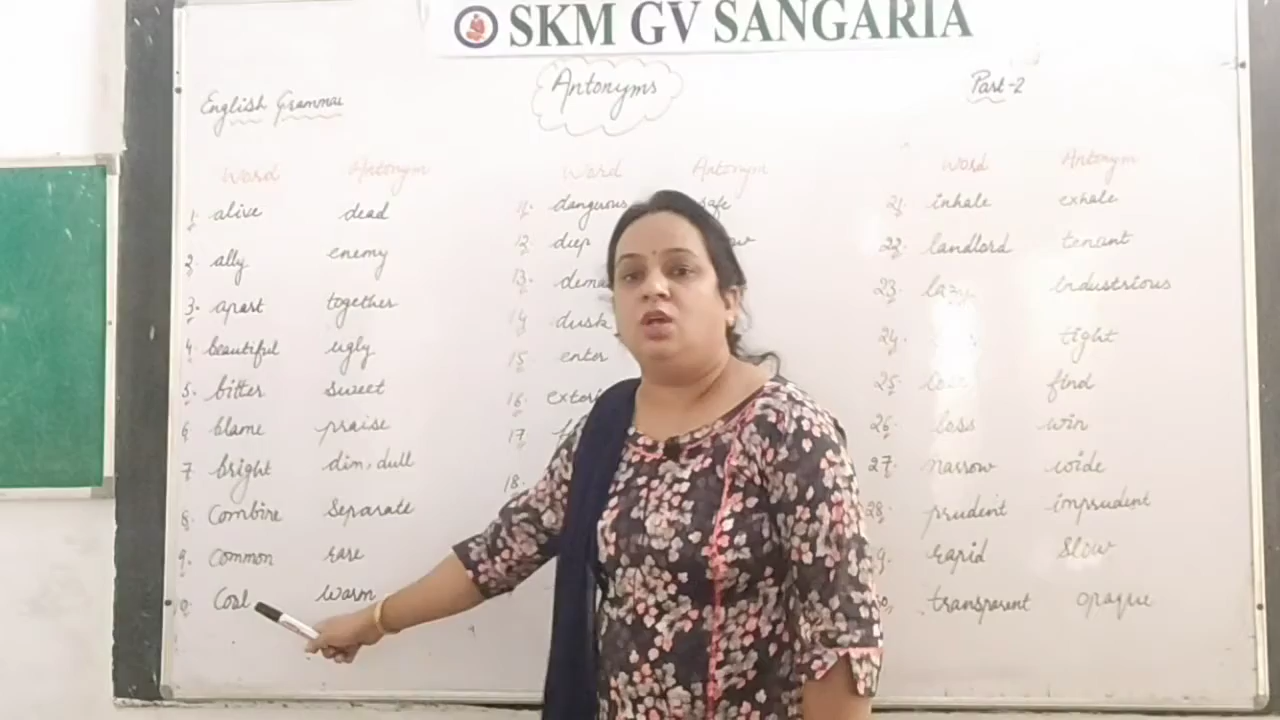 SKM GV SANGARIA
Antonyms
English Grammar
Part-2
Word Antonym
1. alive dead
2. ally enemy
3. apart together
4. beautiful ugly
5. bitter sweet
6. blame praise
7. bright dim, dull
8. Combine Separate
9. Common rare
Cool warm
Word Antonym
11. dangerous safe
12. deep
13.
14. dusk
15. enter
16.
17.
18.
Word Antonym
21. inhale exhale
22. landlord tenant
23. lazy industrious
24. tight
25. find
26. loss win
27. narrow wide
28. prudent imprudent
rapid Slow
transparent opaque